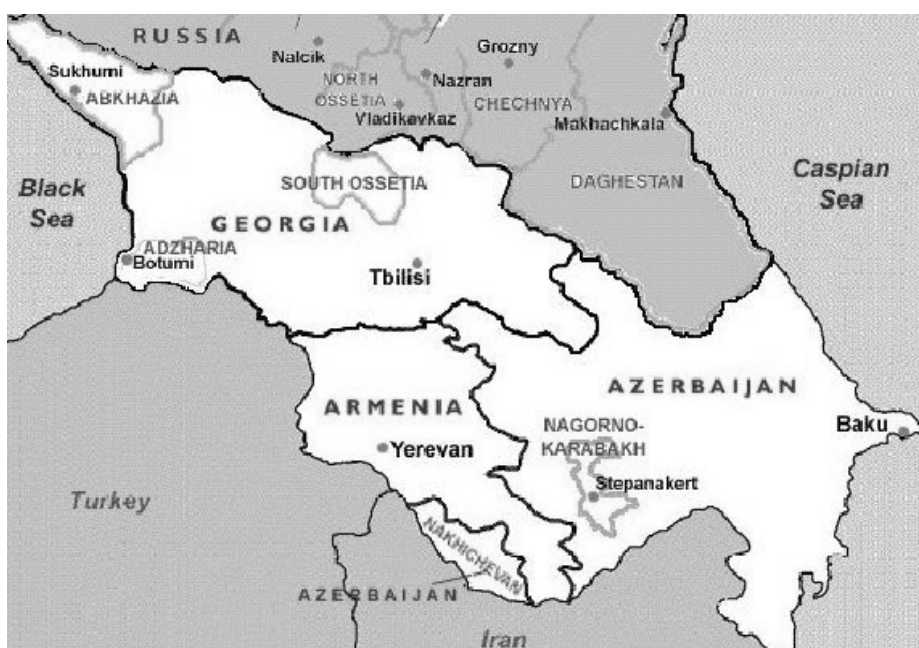 RUSSIA
Nalcik
Grozny
Sukhumi
ABKHAZIA
NORTH
OSSETIA
Nazran
CHECHNYA
Vladikavkaz
Makhachkala
Black
Sea
SOUTH OSSETIA
DAGHESTAN
Caspian
Sea
GEORGIA
ADZHARIA
Botumi
Tbilisi
AZERBAIJAN
ARMENIA
NAGORNO-
KARABAKH
Baku
Yerevan
Stepanakert
Turkey
NAKHICHEVAN
AZERBAIJAN
Iran